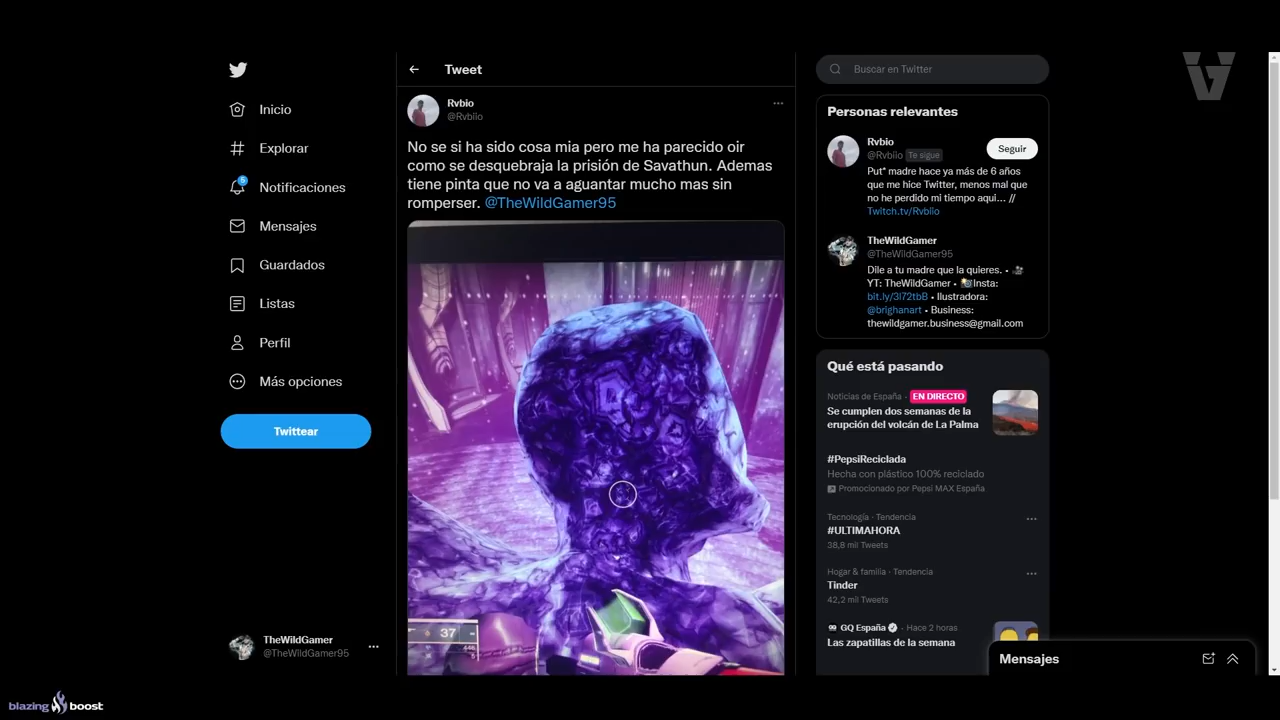 Tweet
Buscar en Twitter
Inicio
Explorar
5
Notificaciones
Mensajes
Guardados
Listas
Perfil
Más opciones
Twittear
TheWildGamer
@TheWildGamer95
Rvbio
@Rvbiio
No se si ha sido cosa mia pero me ha parecido oir
como se desquebraja la prisión de Savathun. Ademas
tiene pinta que no va a aguantar mucho mas sin
romperser. @TheWildGamer95
37
Personas relevantes
Rvbio
@Rvbiio Te sigue
Seguir
Put* madre hace ya más de 6 años
que me hice Twitter, menos mal que
no he perdido mi tiempo aqui... //
Twitch.tv/Rvbiio
TheWildGamer
@TheWildGamer95
Dile a tu madre que la quieres. • 🎥
YT: TheWildGamer • 📸Insta:
bit.ly/3l72tbB • Ilustradora:
@brighanart • Business:
thewildgamer.business@gmail.com
Qué está pasando
Noticias de España · EN DIRECTO
Se cumplen dos semanas de la
erupción del volcán de La Palma
#PepsiReciclada
Hecha con plástico 100% reciclado
Promocionado por Pepsi MAX España
Tecnología · Tendencia
#ULTIMAHORA
38,8 mil Tweets
Hogar & familia · Tendencia
Tinder
42,2 mil Tweets
GQ España · Hace 2 horas
Las zapatillas de la semana
Mensajes
blazing boost